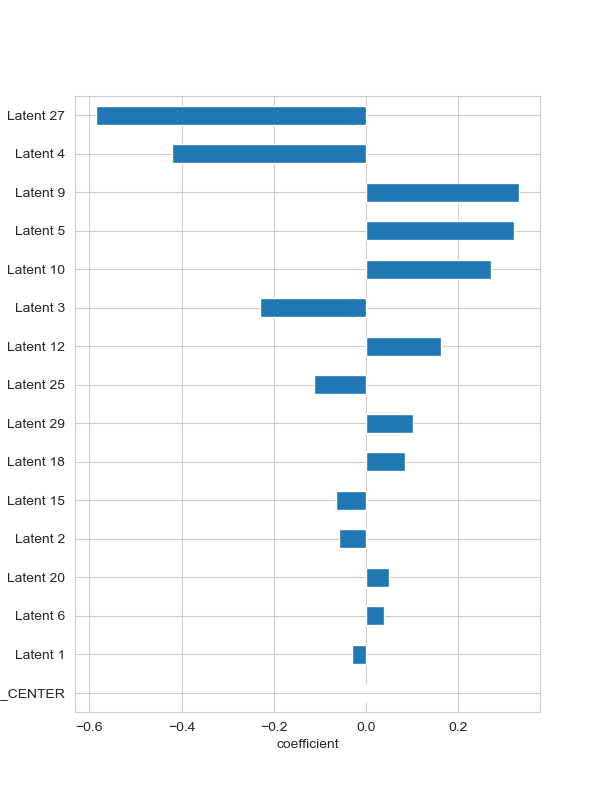 Latent 27
Latent 4
Latent 9
Latent 5
Latent 10
Latent 3
Latent 12
Latent 25
Latent 29
Latent 18
Latent 15
Latent 2
Latent 20
Latent 6
Latent 1
_CENTER
−0.6 −0.4 −0.2 0.0 0.2
coefficient